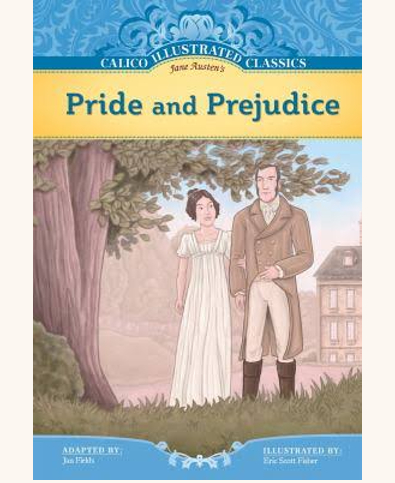 CALICO ILLUSTRATED CLASSICS
Jane Austen's
Pride and Prejudice
ADAPTED BY:
Jan Fields
ILLUSTRATED BY:
Eric Scott Fisher